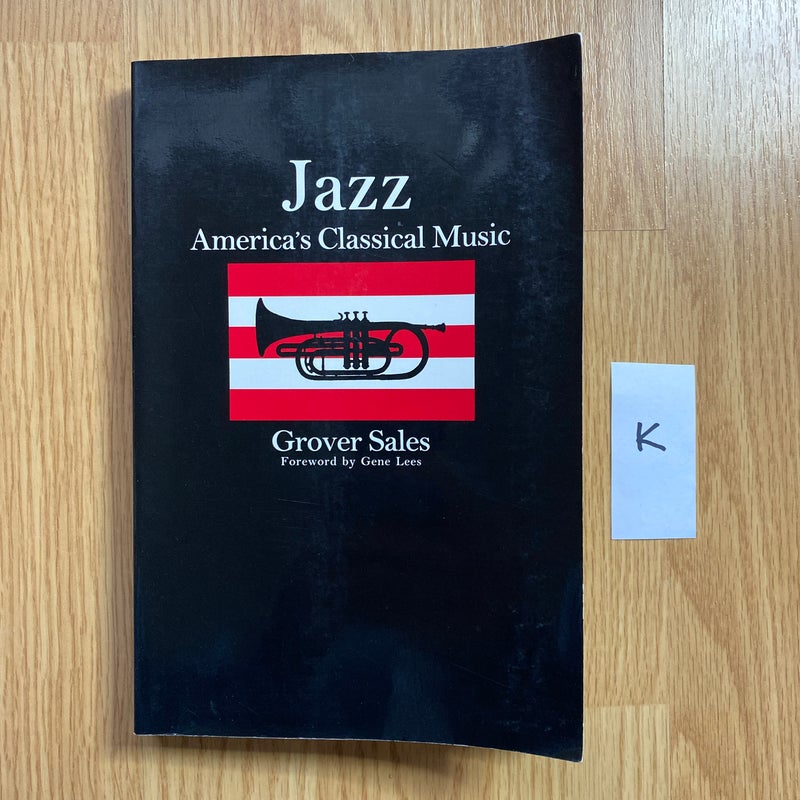 Jazz
America's Classical Music
Grover Sales
Foreword by Gene Lees
K